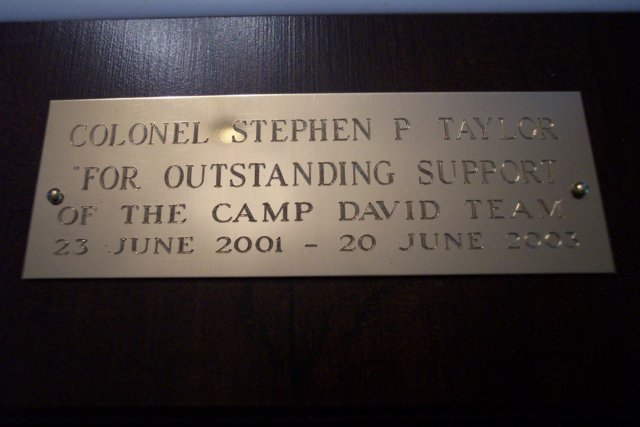 COLONEL STEPHEN P. TAYLOR
"FOR OUTSTANDING SUPPORT
OF THE CAMP DAVID TEAM
23 JUNE 2001 – 20 JUNE 2003